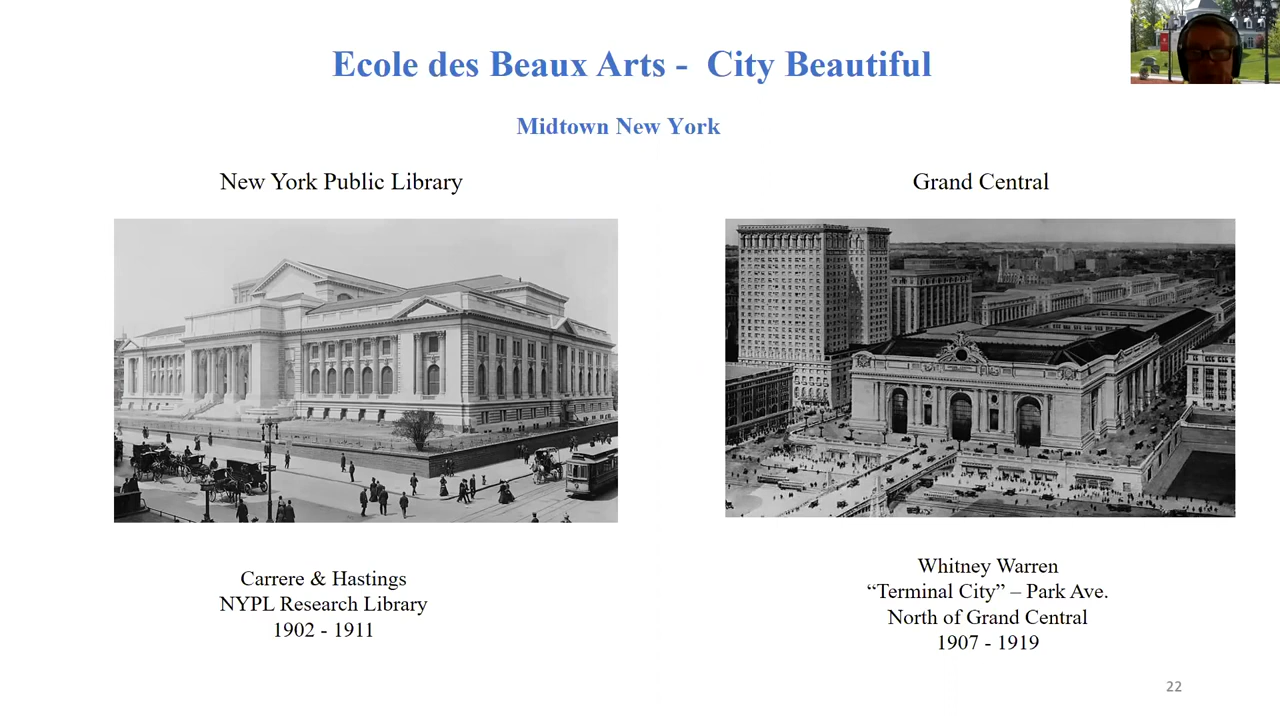 Ecole des Beaux Arts -  City Beautiful
Midtown New York
New York Public Library
Grand Central
Carrere & Hastings
NYPL Research Library
1902 - 1911
Whitney Warren
“Terminal City” – Park Ave.
North of Grand Central
1907 - 1919
22